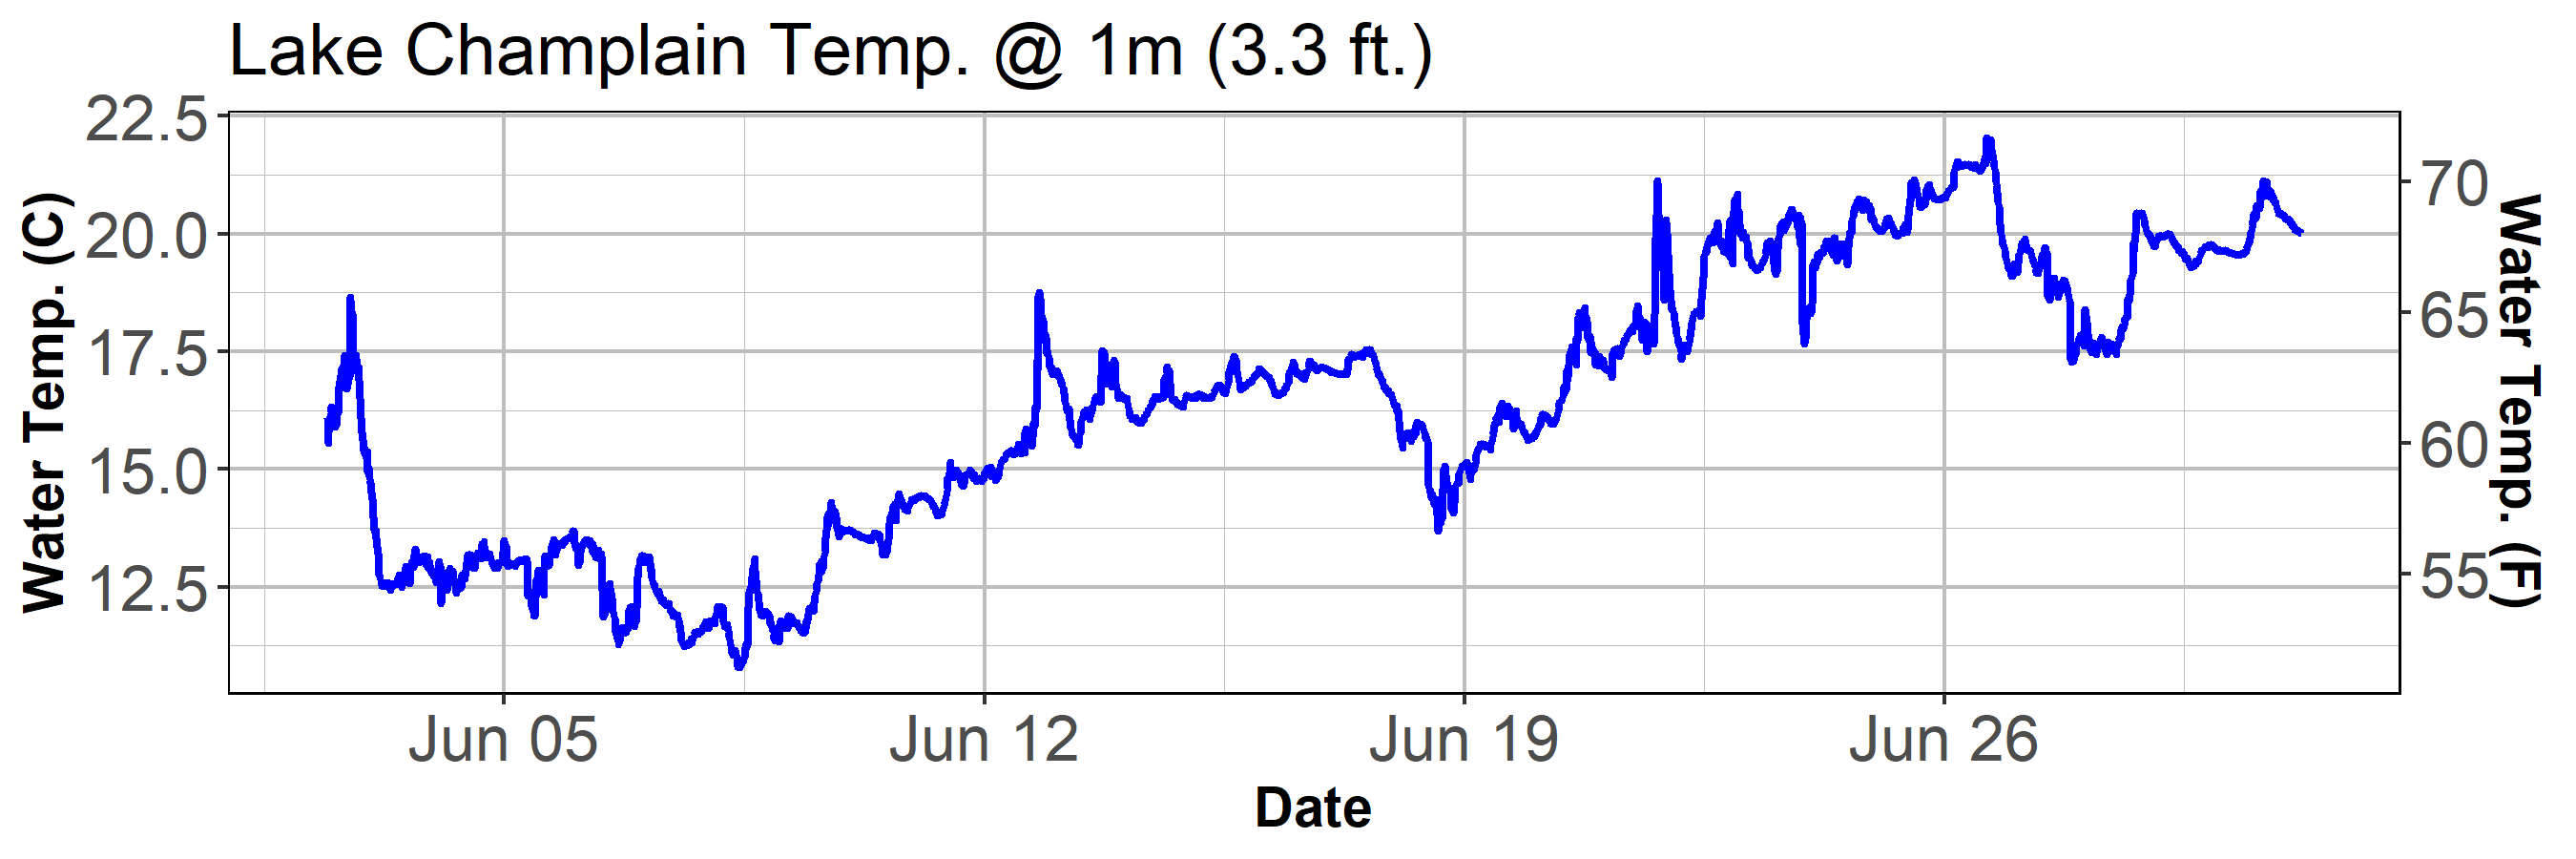 Lake Champlain Temp. @ 1m (3.3 ft.)
Water Temp. (C)
22.5
20.0
17.5
15.0
12.5
70
65
60
55
Water Temp. (F)
Jun 05 Jun 12 Jun 19 Jun 26
Date